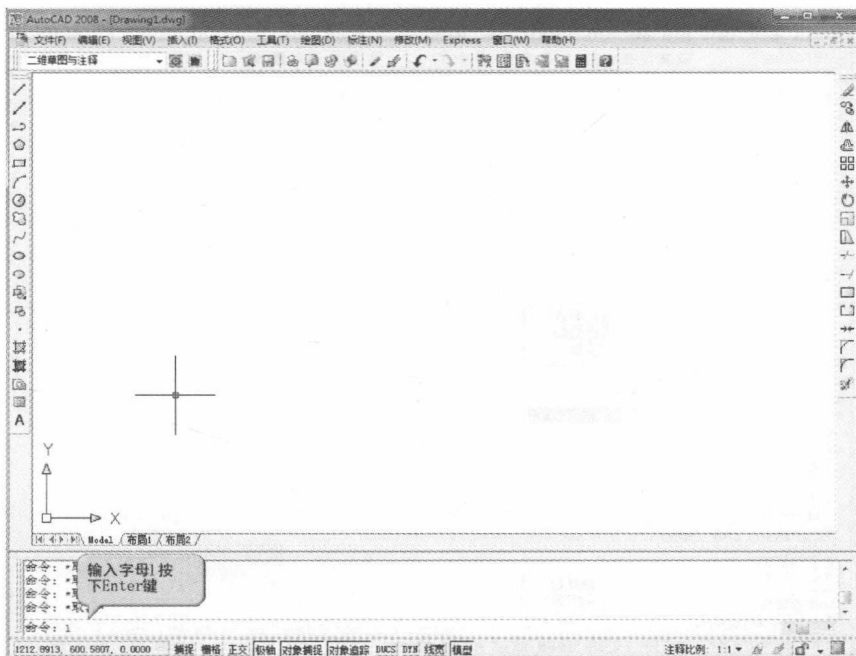 AutoCAD 2008 - [Drawing1.dwg]
文件(F) 编辑(E) 视图(V) 插入(I) 格式(O) 工具(T) 绘图(D) 标注(N) 修改(M) Express 窗口(W) 帮助(H)
二维草图与注释
A
Y
X
Model 布局1 布局2
命令:
命令:
命令:
命令: *取
输入字母l按
下Enter键
命令: l
1212.8913, 600.5807, 0.0000 捕捉 栅格 正交 极轴 对象捕捉 对象追踪 DUCS DYN 线宽 模型 注释比例: 1:1